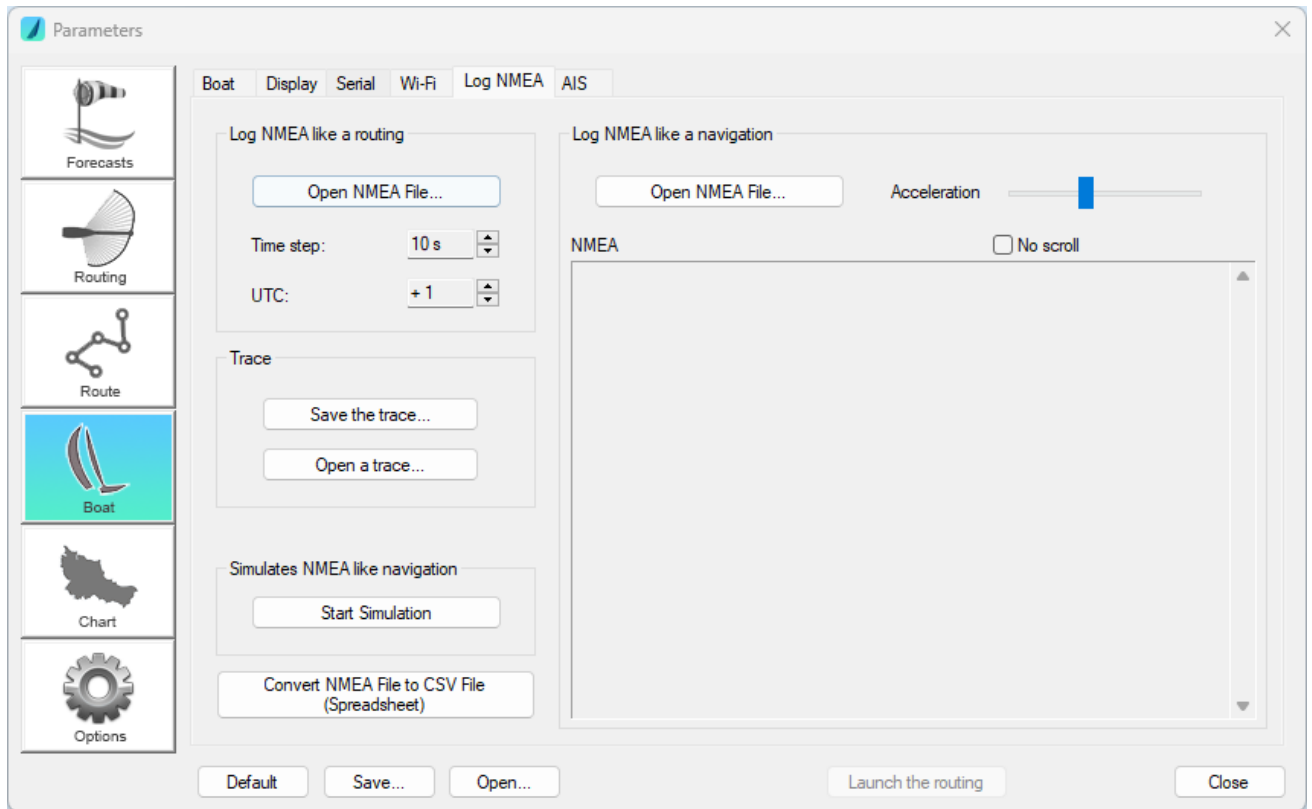 Parameters
Forecasts
Routing
Route
Boat
Chart
Options
Boat Display Serial Wi-Fi Log NMEA AIS
Log NMEA like a routing
Open NMEA File...
Time step: 10 s
UTC: + 1
Trace
Save the trace...
Open a trace...
Simulates NMEA like navigation
Start Simulation
Convert NMEA File to CSV File
(Spreadsheet)
Log NMEA like a navigation
Open NMEA File... Acceleration
NMEA No scroll
Default Save... Open... Launch the routing Close